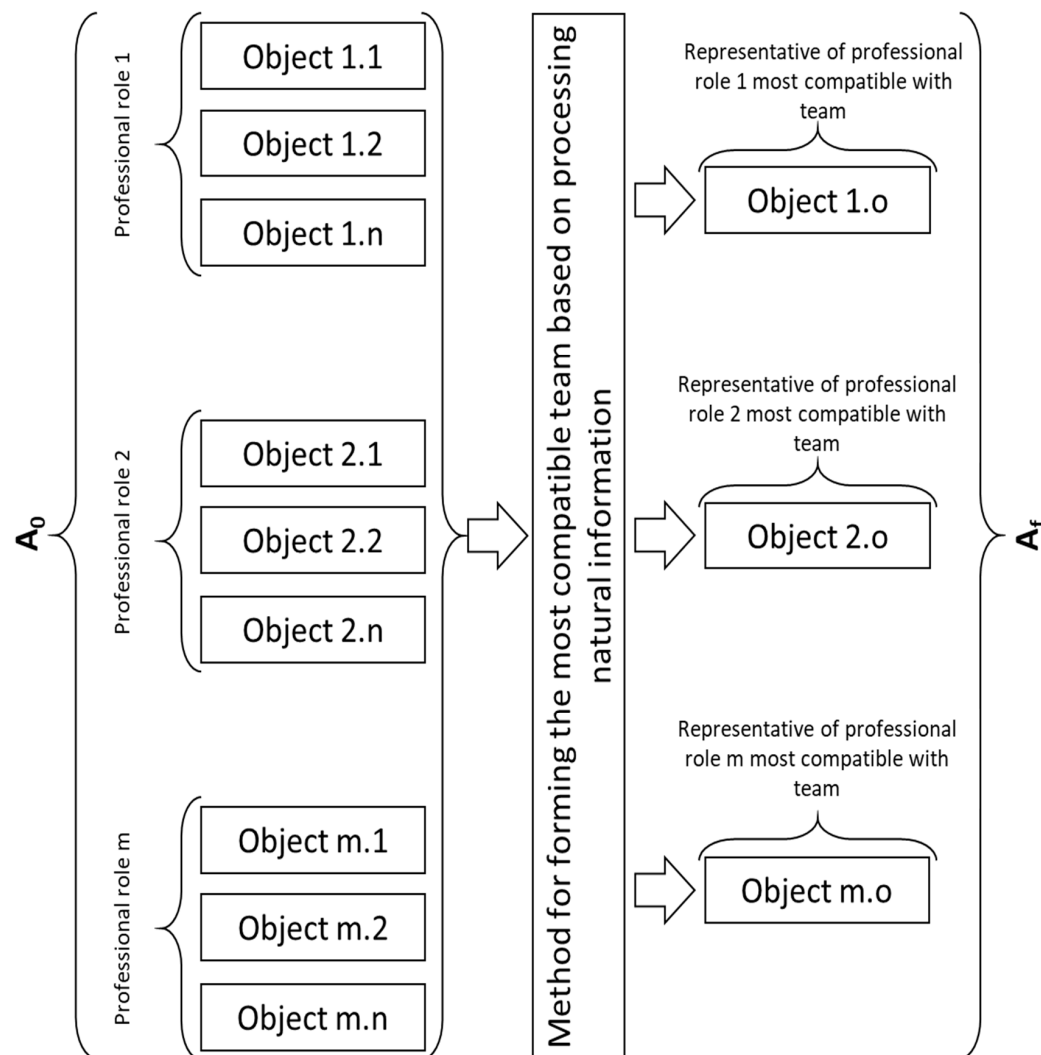 A₀
Professional role 1
Object 1.1
Object 1.2
Object 1.n
Professional role 2
Object 2.1
Object 2.2
Object 2.n
Professional role m
Object m.1
Object m.2
Object m.n
Method for forming the most compatible team based on processing
natural information
Representative of professional
role 1 most compatible with
team
Object 1.o
Representative of professional
role 2 most compatible with
team
Object 2.o
Representative of professional
role m most compatible with
team
Object m.o
A_f